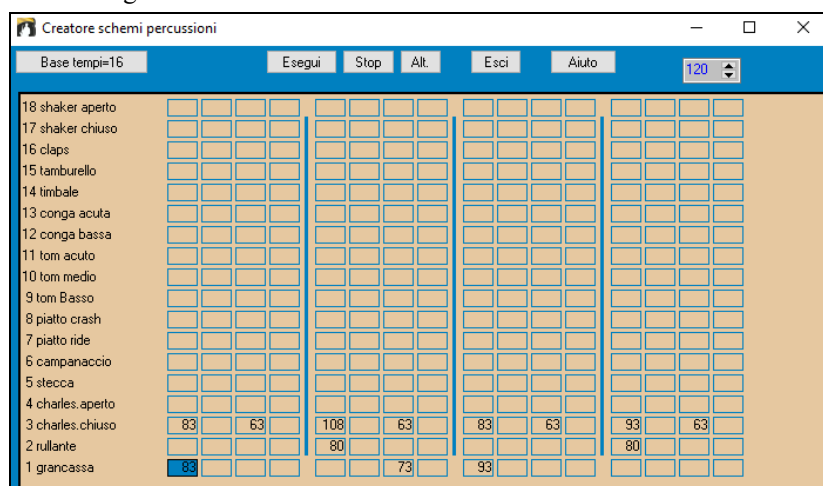 Creatore schemi percussioni
Base tempi=16 Esegui Stop Alt. Esci Aiuto 120
18 shaker aperto
17 shaker chiuso
16 claps
15 tamburello
14 timbale
13 conga acuta
12 conga bassa
11 tom acuto
10 tom medio
9 tom Basso
8 piatto crash
7 piatto ride
6 campanaccio
5 stecca
4 charles.aperto
3 charles.chiuso 83 63 108 63 83 63 93 63
2 rullante 80 80
1 grancassa 83 73 93